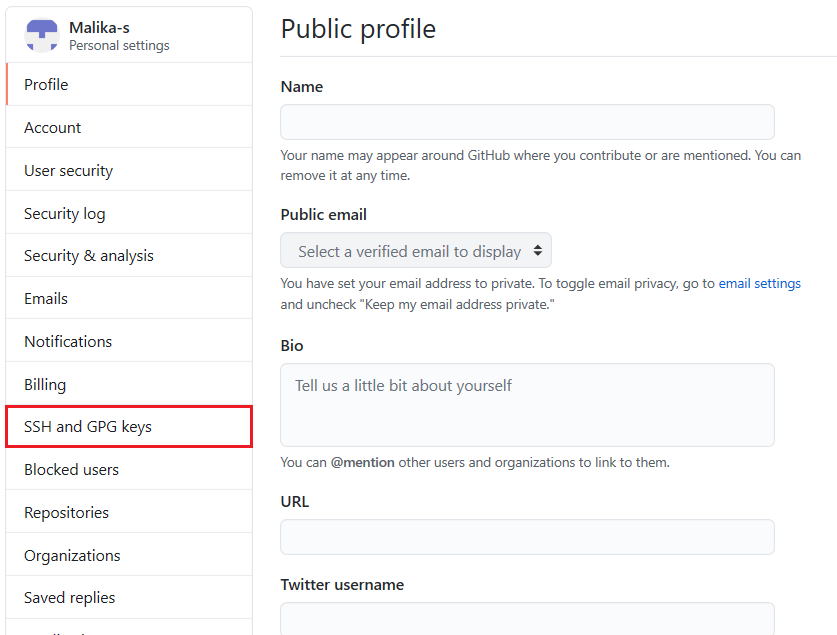 Malika-s
Personal settings
Profile
Account
User security
Security log
Security & analysis
Emails
Notifications
Billing
SSH and GPG keys
Blocked users
Repositories
Organizations
Saved replies
Public profile
Name
Your name may appear around GitHub where you contribute or are mentioned. You can
remove it at any time.
Public email
Select a verified email to display
You have set your email address to private. To toggle email privacy, go to email settings
and uncheck "Keep my email address private."
Bio
Tell us a little bit about yourself
You can @mention other users and organizations to link to them.
URL
Twitter username